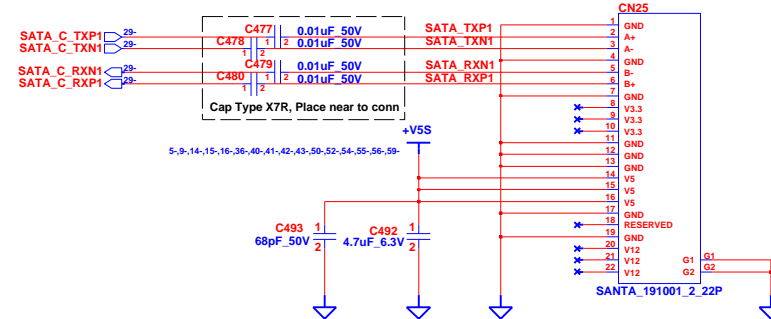 CN25
SATA_C_TXP1 29- C477 1 2 0.01uF_50V SATA_TXP1
SATA_C_TXN1 29- C478 1 2 0.01uF_50V SATA_TXN1
SATA_C_RXN1 29- C479 1 2 0.01uF_50V SATA_RXN1
SATA_C_RXP1 29- C480 1 2 0.01uF_50V SATA_RXP1
Cap Type X7R, Place near to conn
+V5S
5-,9-,14-,15-,16-,36-,40-,41-,42-,43-,50-,52-,54-,55-,56-,59-
C493 1 2
68pF_50V
C492 1 2
4.7uF_6.3V
1 GND
2 A+
3 A-
4 GND
5 B-
6 B+
7 GND
8 V3.3
9 V3.3
10 V3.3
11 GND
12 GND
13 GND
14 V5
15 V5
16 V5
17 GND
18 RESERVED
19 GND
20 V12
21 V12 G1 G1
22 V12 G2 G2
SANTA_191001_2_22P